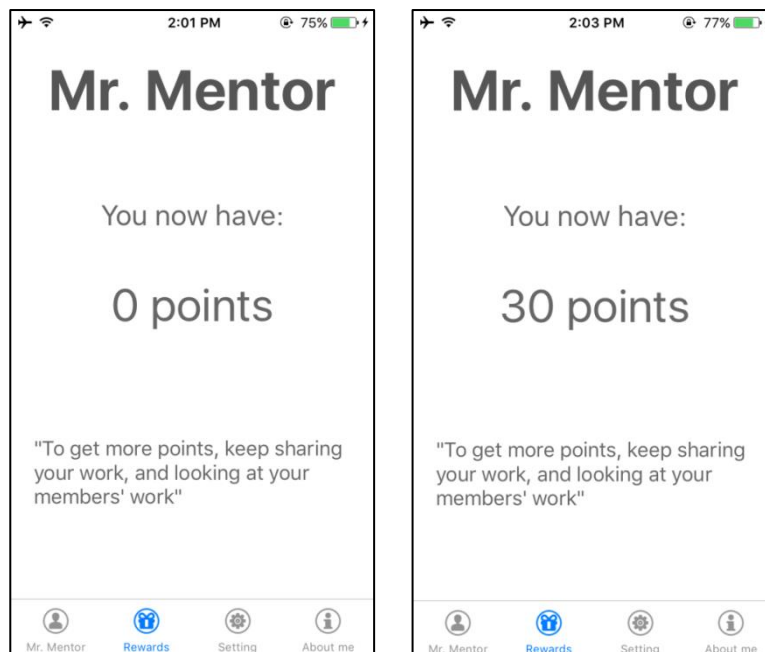 2:01 PM
75%
Mr. Mentor
You now have:
0 points
"To get more points, keep sharing
your work, and looking at your
members' work"
Mr. Mentor
Rewards
Setting
About me
2:03 PM
77%
Mr. Mentor
You now have:
30 points
"To get more points, keep sharing
your work, and looking at your
members' work"
Mr. Mentor
Rewards
Setting
About me